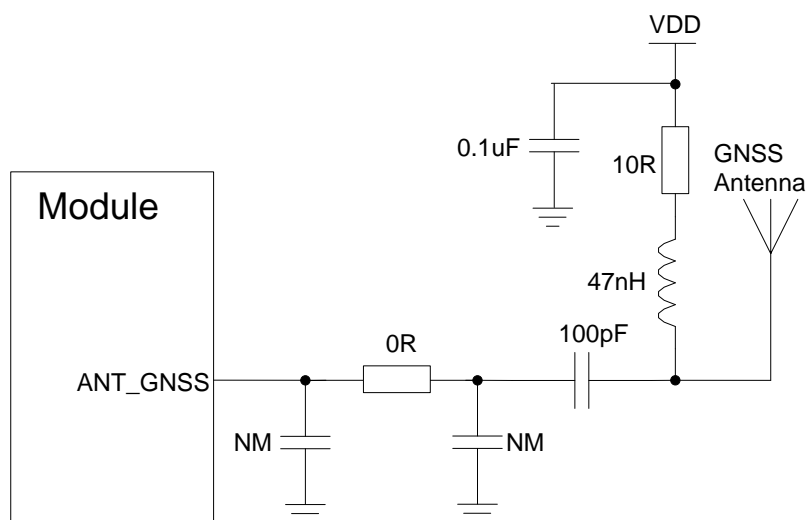 VDD
0.1uF
10R
GNSS
Antenna
Module
47nH
100pF
0R
ANT_GNSS
NM
NM